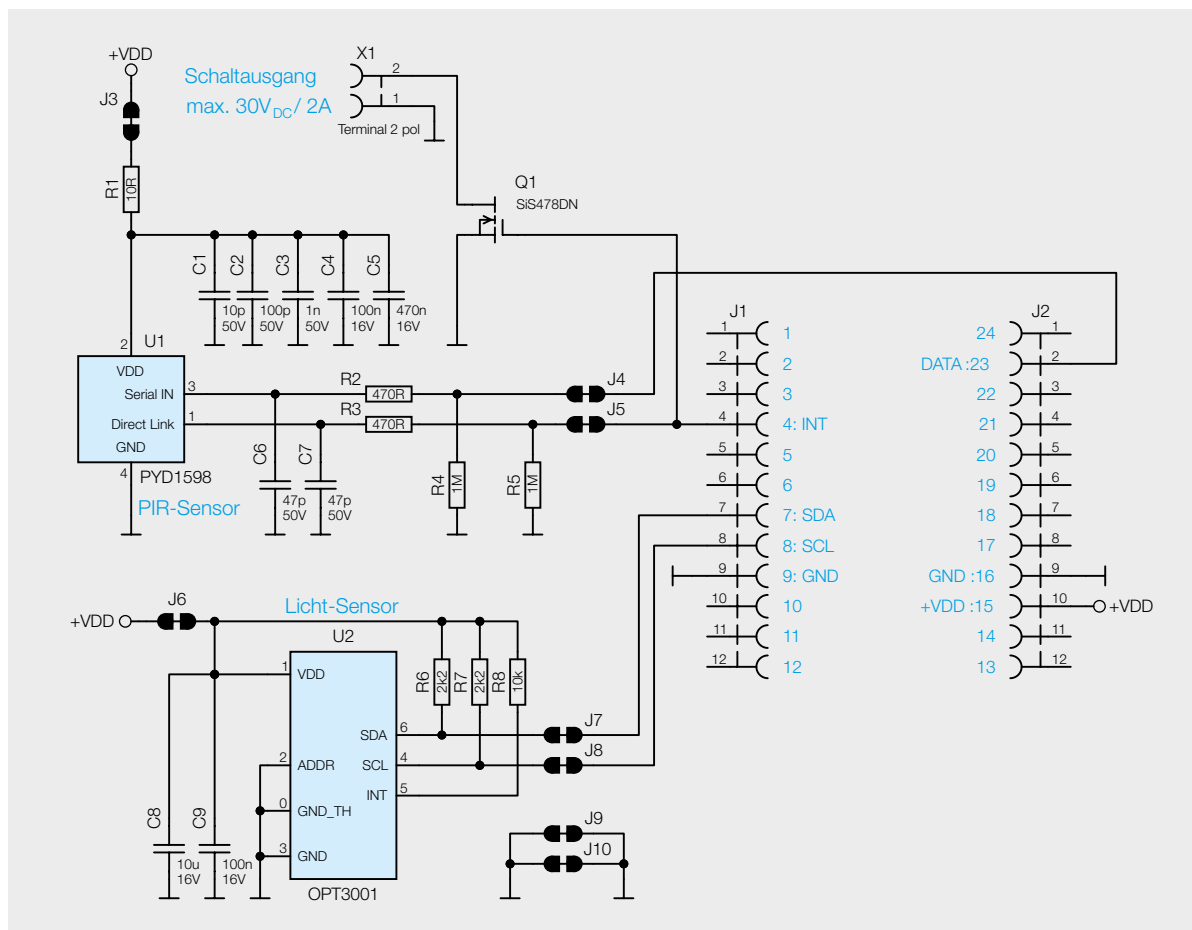 +VDD
J3
R1
10R
Schaltausgang
max. 30VDC/ 2A
X1
2
1
Terminal 2 pol
Q1
SiS478DN
C1
10p
50V
C2
100p
50V
C3
1n
50V
C4
100n
16V
C5
470n
16V
U1
2
VDD
Serial IN
3
Direct Link
1
GND
4
PYD1598
PIR-Sensor
R2
470R
R3
470R
J4
J5
C6
47p
50V
C7
47p
50V
R4
1M
R5
1M
J1
1
1
2
2
3
3
4
4: INT
5
5
6
6
7
7: SDA
8
8: SCL
9
9: GND
10
10
11
11
12
12
J2
24
1
DATA :23
2
22
3
21
4
20
5
19
6
18
7
17
8
GND :16
9
+VDD :15
10
+VDD
14
11
13
12
+VDD
J6
Licht-Sensor
U2
1
VDD
SDA
6
2
ADDR
SCL
4
INT
5
0
GND_TH
3
GND
OPT3001
R6
2k2
R7
2k2
R8
10k
J7
J8
C8
10u
16V
C9
100n
16V
J9
J10